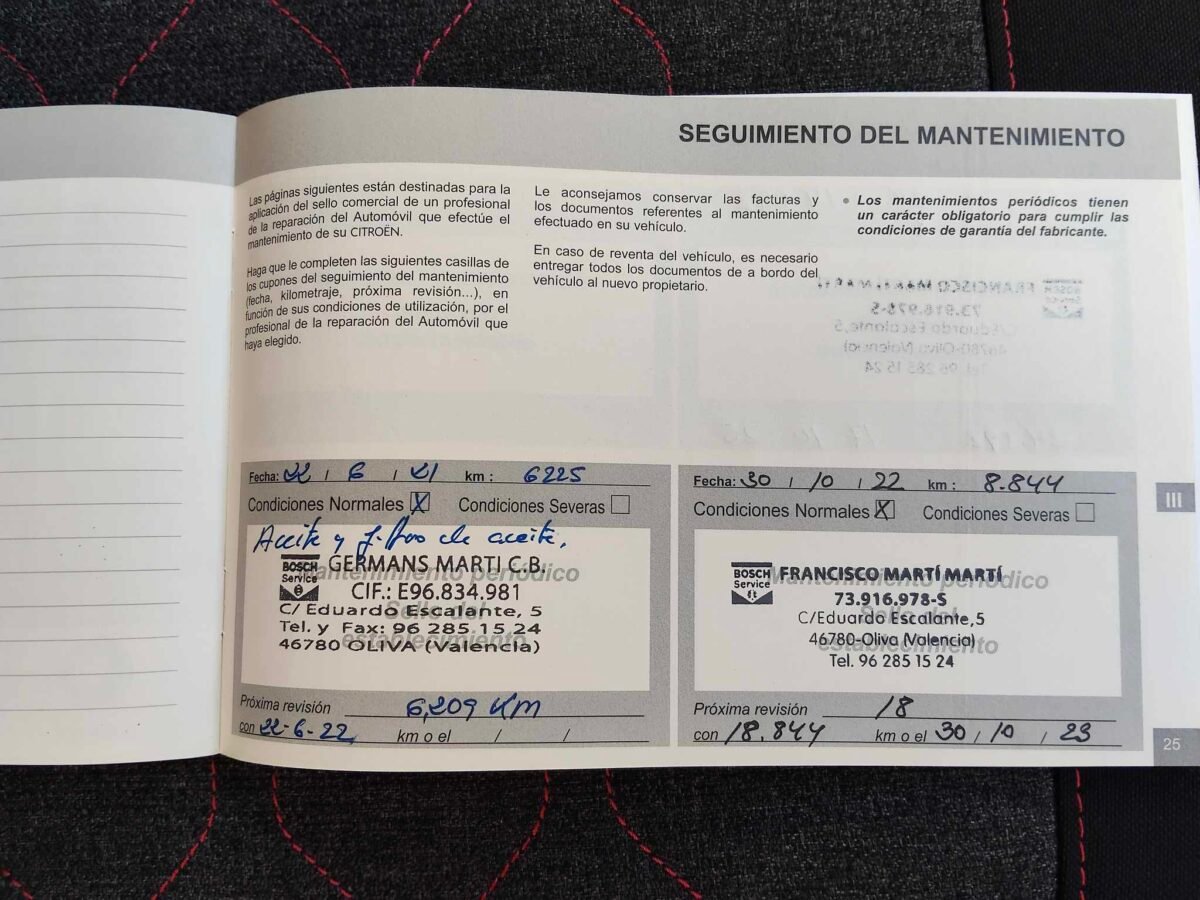 SEGUIMIENTO DEL MANTENIMIENTO
Las páginas siguientes están destinadas para la
aplicación del sello comercial de un profesional
de la reparación del Automóvil que efectúe el
mantenimiento de su CITROËN.
Haga que le completen las siguientes casillas de
los cupones del seguimiento del mantenimiento
(fecha, kilometraje, próxima revisión...), en
función de sus condiciones de utilización, por el
profesional de la reparación del Automóvil que
haya elegido.
Le aconsejamos conservar las facturas y
los documentos referentes al mantenimiento
efectuado en su vehículo.
En caso de reventa del vehículo, es necesario
entregar todos los documentos de a bordo del
vehículo al nuevo propietario.
• Los mantenimientos periódicos tienen
un carácter obligatorio para cumplir las
condiciones de garantía del fabricante.
Fecha: 22 / 6 / 21 km : 6225
Condiciones Normales X Condiciones Severas
Aceite y filtro de aceite.
Mantenimiento periódico
Sello del
establecimiento
BOSCH
Service
GERMANS MARTI C.B.
CIF.: E96.834.981
C/ Eduardo Escalante, 5
Tel. y Fax: 96 285 15 24
46780 OLIVA (Valencia)
Próxima revisión 6,209 KM
con 22-6-22 km o el / /
Fecha: 30 / 10 / 22 km : 8.844
Condiciones Normales X Condiciones Severas
Mantenimiento periódico
Sello del
establecimiento
BOSCH
Service
FRANCISCO MARTÍ MARTÍ
73.916.978-S
C/Eduardo Escalante,5
46780-Oliva (Valencia)
Tel. 96 285 15 24
Próxima revisión 18
con 18.844 km o el 30 / 10 / 23
III
25